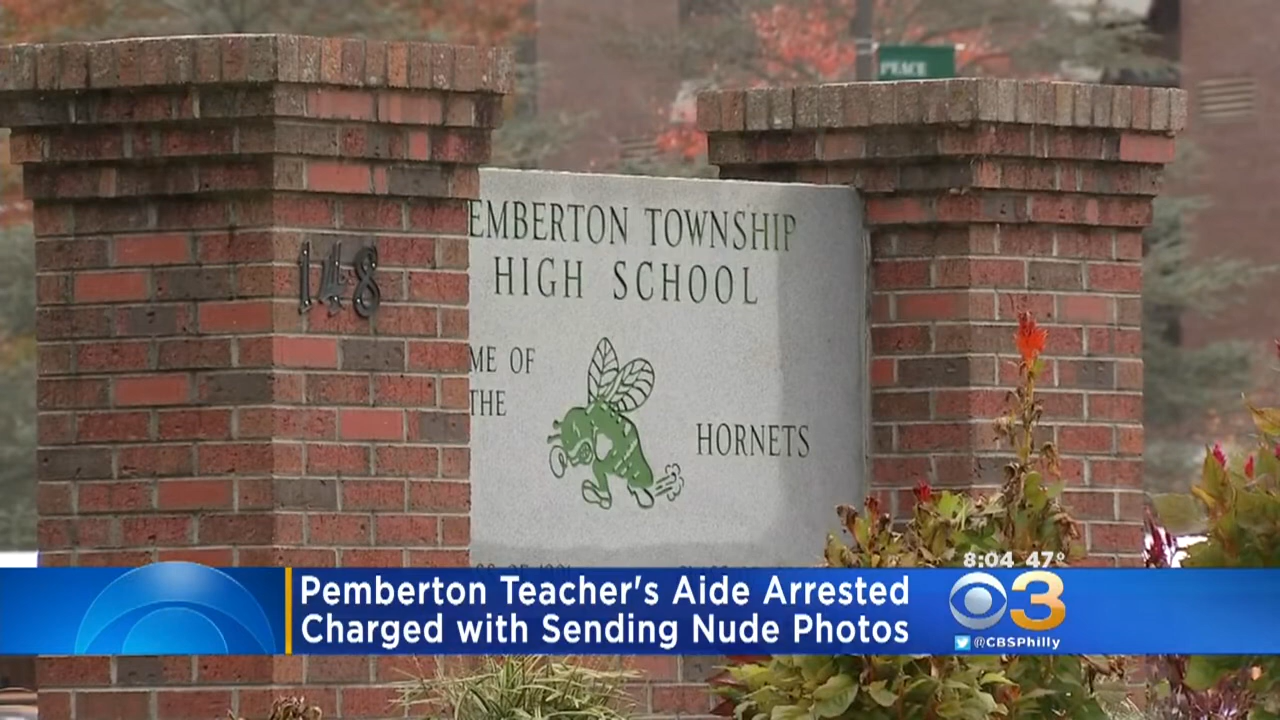 PEACE
148
EMBERTON TOWNSHIP
HIGH SCHOOL
ME OF
THE
HORNETS
8:04 47°
Pemberton Teacher's Aide Arrested
Charged with Sending Nude Photos
3
@CBSPhilly